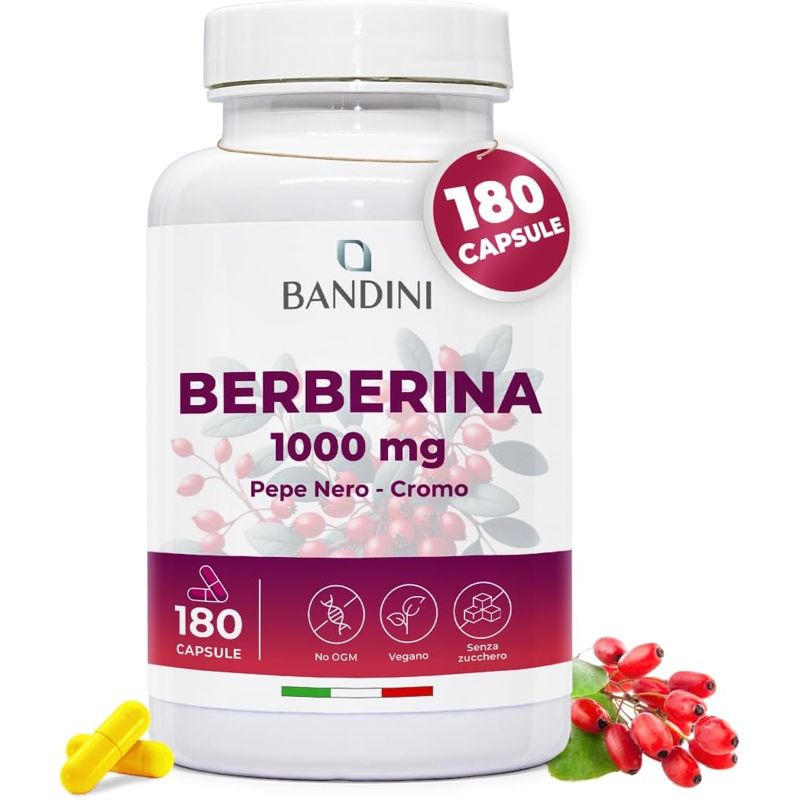 180
CAPSULE
BANDINI
BERBERINA
1000 mg
Pepe Nero - Cromo
180
CAPSULE
No OGM
Vegano
Senza
zucchero